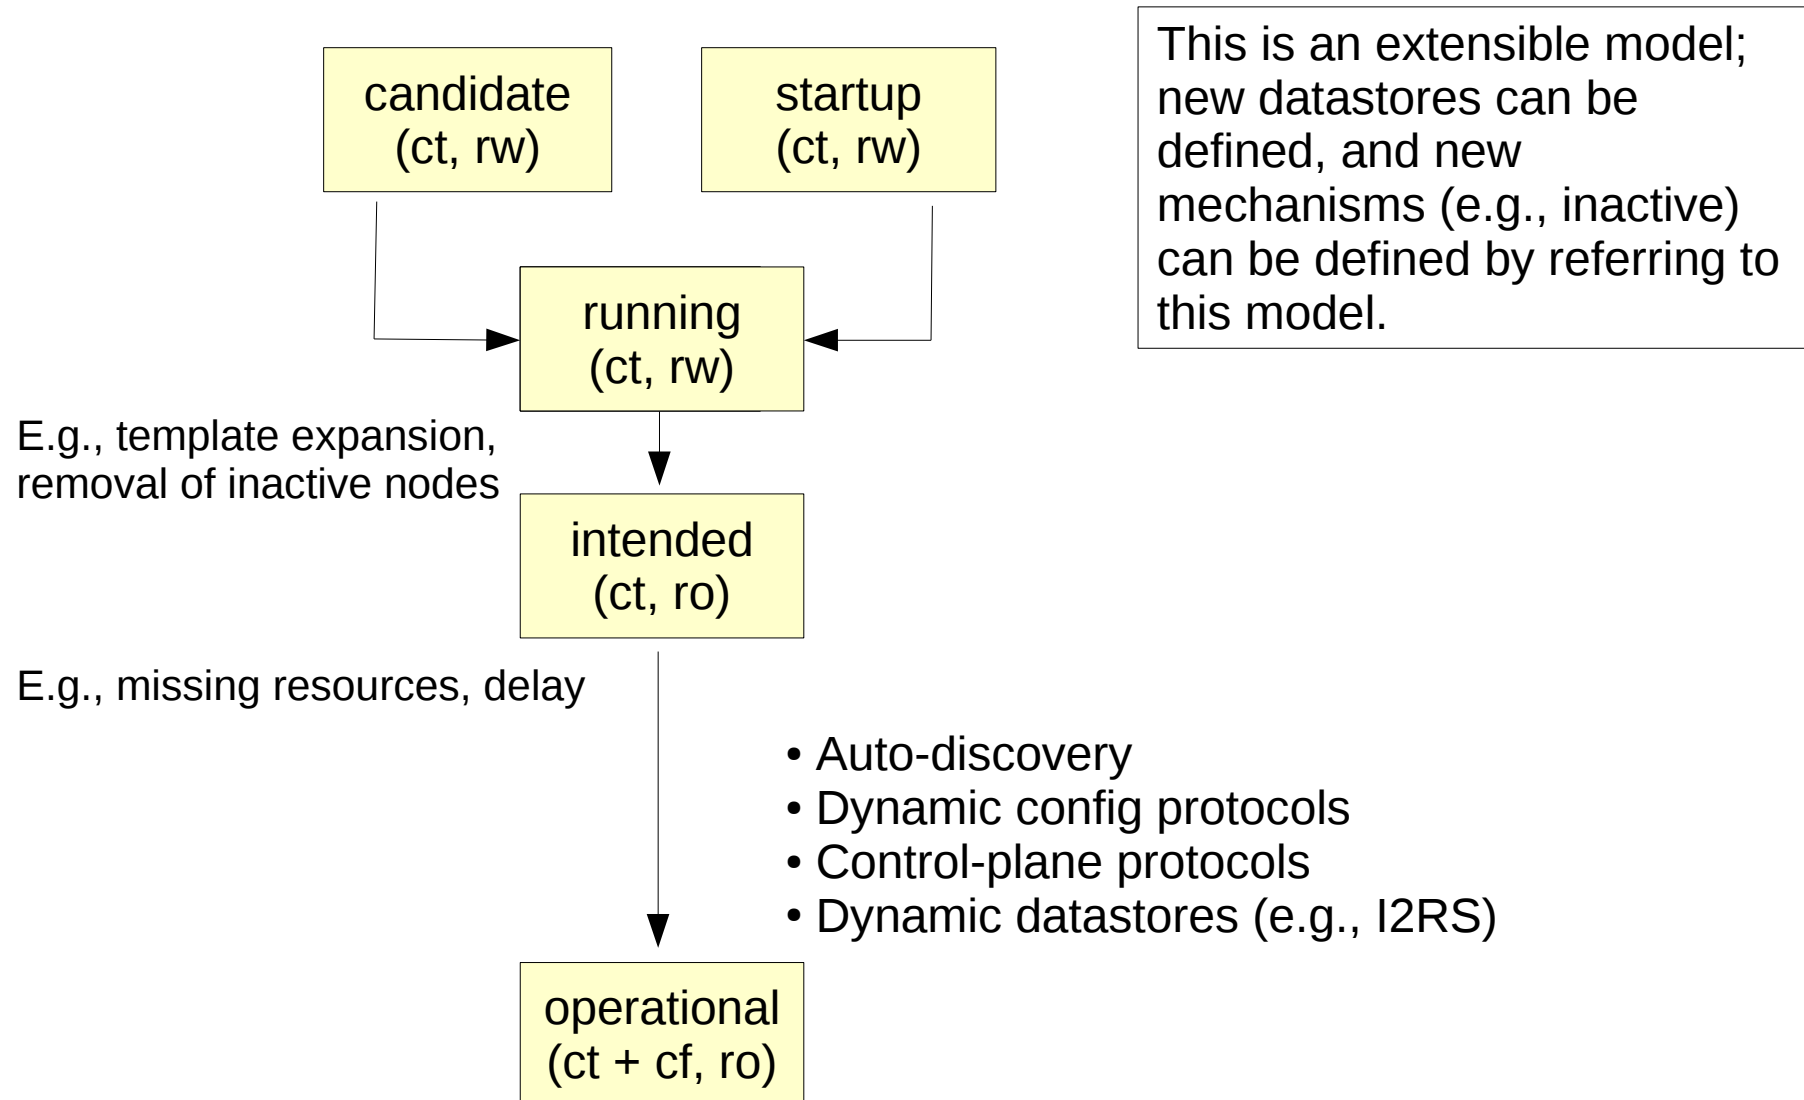 candidate
(ct, rw)
startup
(ct, rw)
This is an extensible model;
new datastores can be
defined, and new
mechanisms (e.g., inactive)
can be defined by referring to
this model.
running
(ct, rw)
E.g., template expansion,
removal of inactive nodes
intended
(ct, ro)
E.g., missing resources, delay
• Auto-discovery
• Dynamic config protocols
• Control-plane protocols
• Dynamic datastores (e.g., I2RS)
operational
(ct + cf, ro)